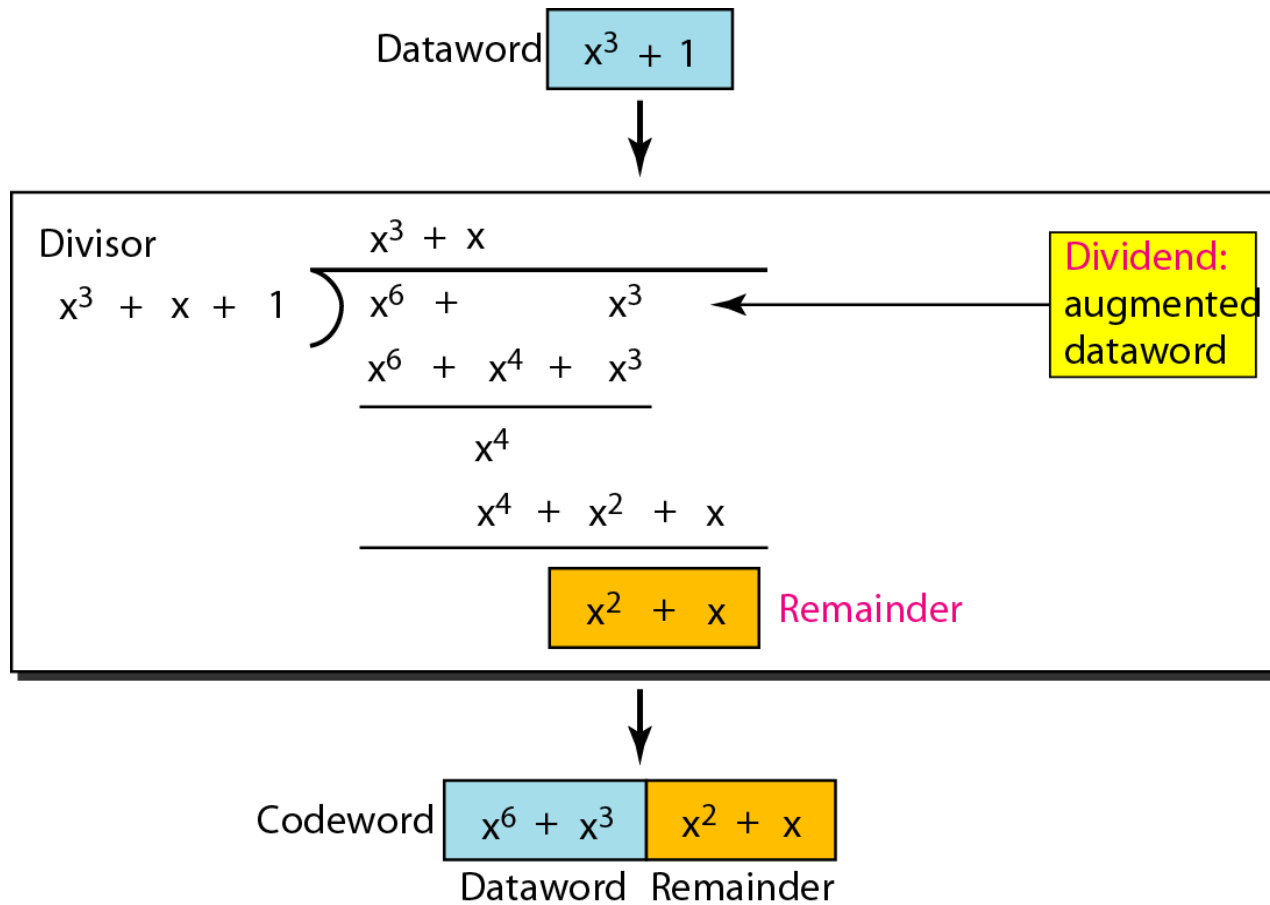 Dataword x³ + 1
Divisor
x³ + x
x³ + x + 1
x⁶ + x³
Dividend:
augmented
dataword
x⁶ + x⁴ + x³
x⁴
x⁴ + x² + x
x² + x Remainder
Codeword x⁶ + x³ x² + x
Dataword Remainder